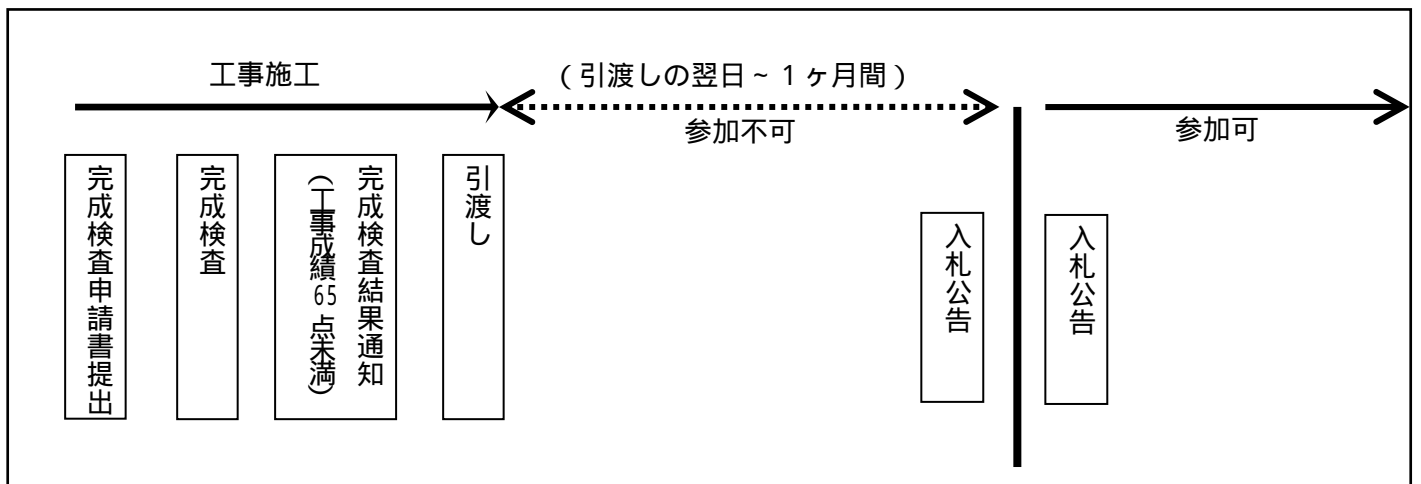 工事施工
(引渡しの翌日~1ヶ月間)
参加不可
参加可
完成検査申請書提出
完成検査
完成検査結果通知
(工事成績65点未満)
引渡し
入札公告
入札公告